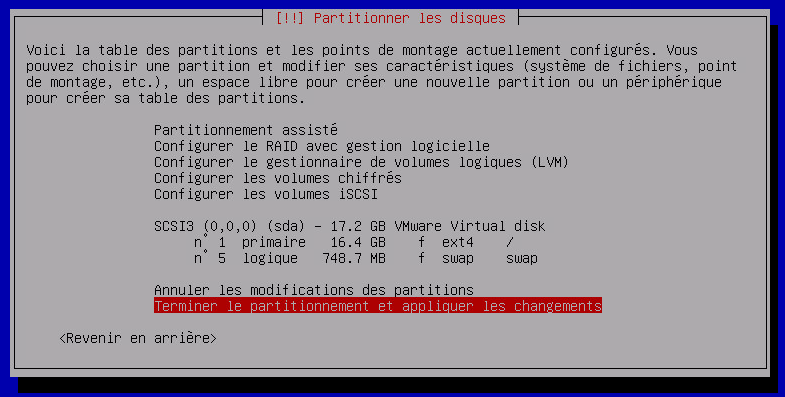 [!!] Partitionner les disques
Voici la table des partitions et les points de montage actuellement configurés. Vous
pouvez choisir une partition et modifier ses caractéristiques (système de fichiers, point
de montage, etc.), un espace libre pour créer une nouvelle partition ou un périphérique
pour créer sa table des partitions.
Partitionnement assisté
Configurer le RAID avec gestion logicielle
Configurer le gestionnaire de volumes logiques (LVM)
Configurer les volumes chiffrés
Configurer les volumes iSCSI
SCSI3 (0,0,0) (sda) - 17.2 GB VMware Virtual disk
n° 1 primaire 16.4 GB f ext4 /
n° 5 logique 748.7 MB f swap swap
Annuler les modifications des partitions
Terminer le partitionnement et appliquer les changements
<Revenir en arrière>